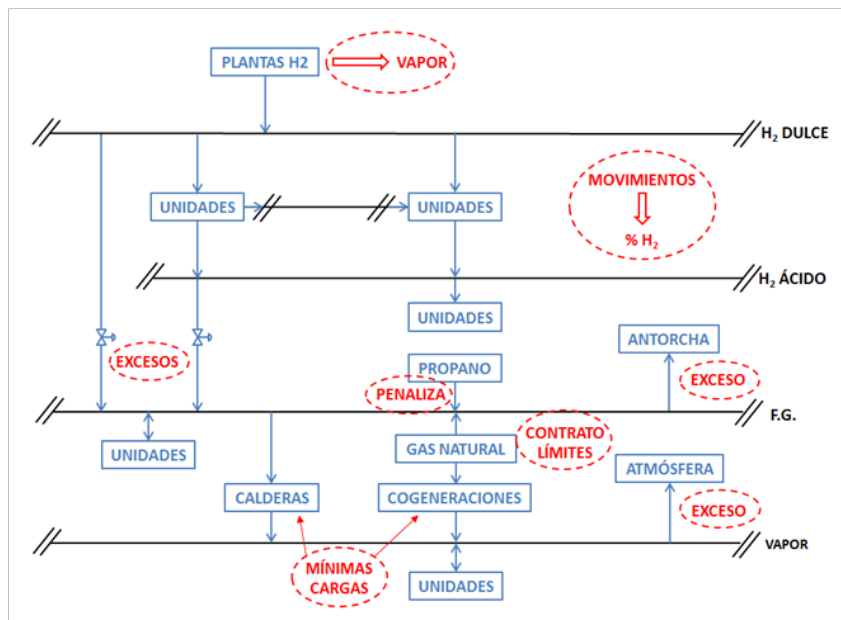 PLANTAS H2
VAPOR
H₂ DULCE
MOVIMIENTOS
% H₂
UNIDADES
UNIDADES
H₂ ÁCIDO
UNIDADES
ANTORCHA
EXCESOS
PROPANO
EXCESO
PENALIZA
F.G.
UNIDADES
GAS NATURAL
CONTRATO
LÍMITES
ATMÓSFERA
CALDERAS
COGENERACIONES
EXCESO
VAPOR
MÍNIMAS
CARGAS
UNIDADES